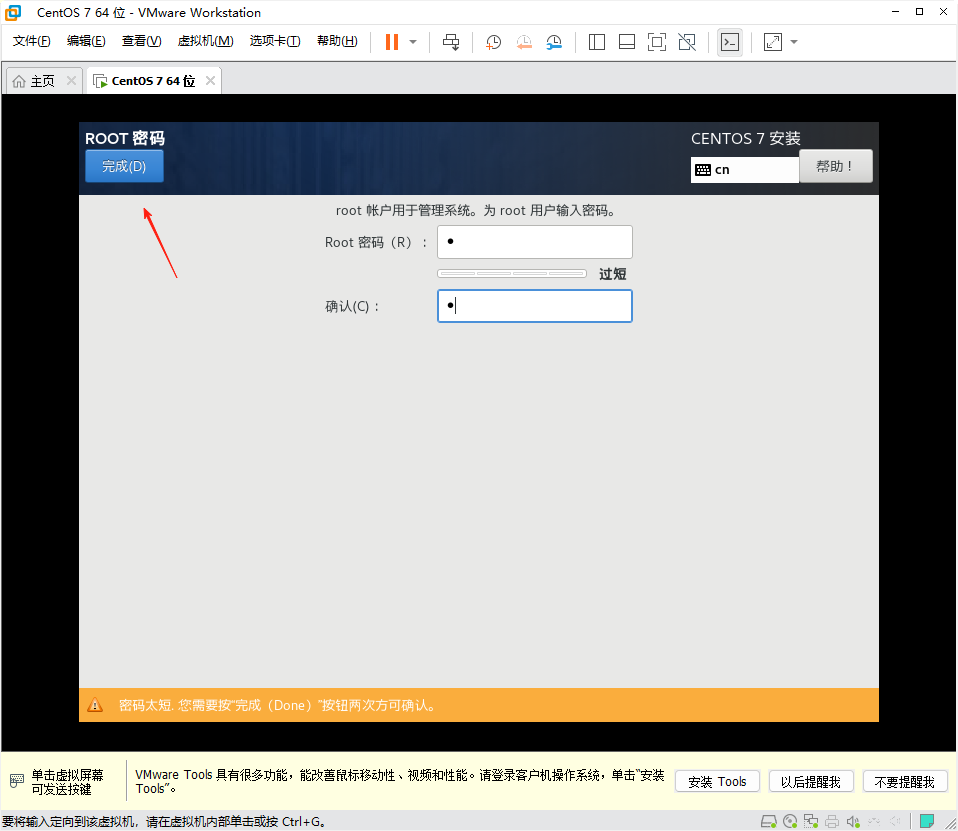 CentOS 7 64 位 - VMware Workstation
文件(F) 编辑(E) 查看(V) 虚拟机(M) 选项卡(T) 帮助(H)
主页 CentOS 7 64 位
ROOT 密码
CENTOS 7 安装
完成(D)
cn
帮助！
root 帐户用于管理系统。为 root 用户输入密码。
Root 密码（R）：
过短
确认(C)：
密码太短. 您需要按“完成（Done）”按钮两次方可确认。
单击虚拟屏幕
可发送按键
VMware Tools 具有很多功能，能改善鼠标移动性、视频和性能。请登录客户机操作系统，单击“安装
Tools”。
安装 Tools
以后提醒我
不要提醒我
要将输入定向到该虚拟机，请在虚拟机内部单击或按 Ctrl+G。